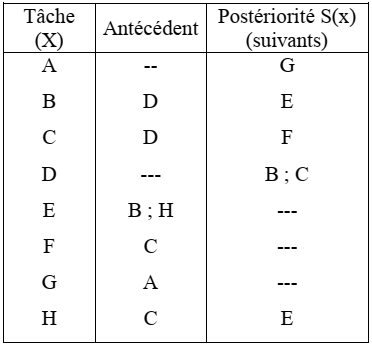 Tâche (X) Antécédent Postériorité S(x) (suivants)
A -- G
B D E
C D F
D --- B ; C
E B ; H ---
F C ---
G A ---
H C E